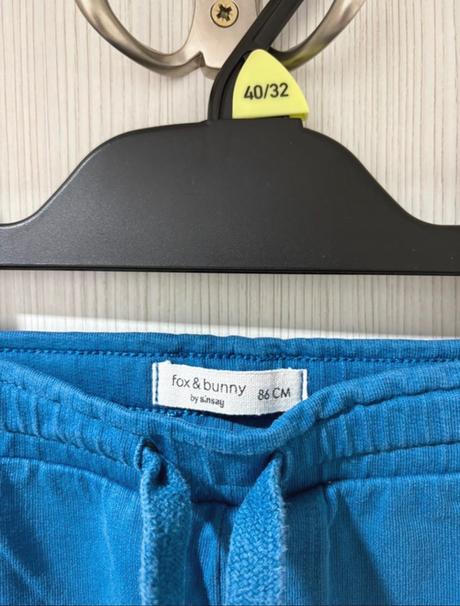 40/32
fox & bunny
by sinsay
86 CM